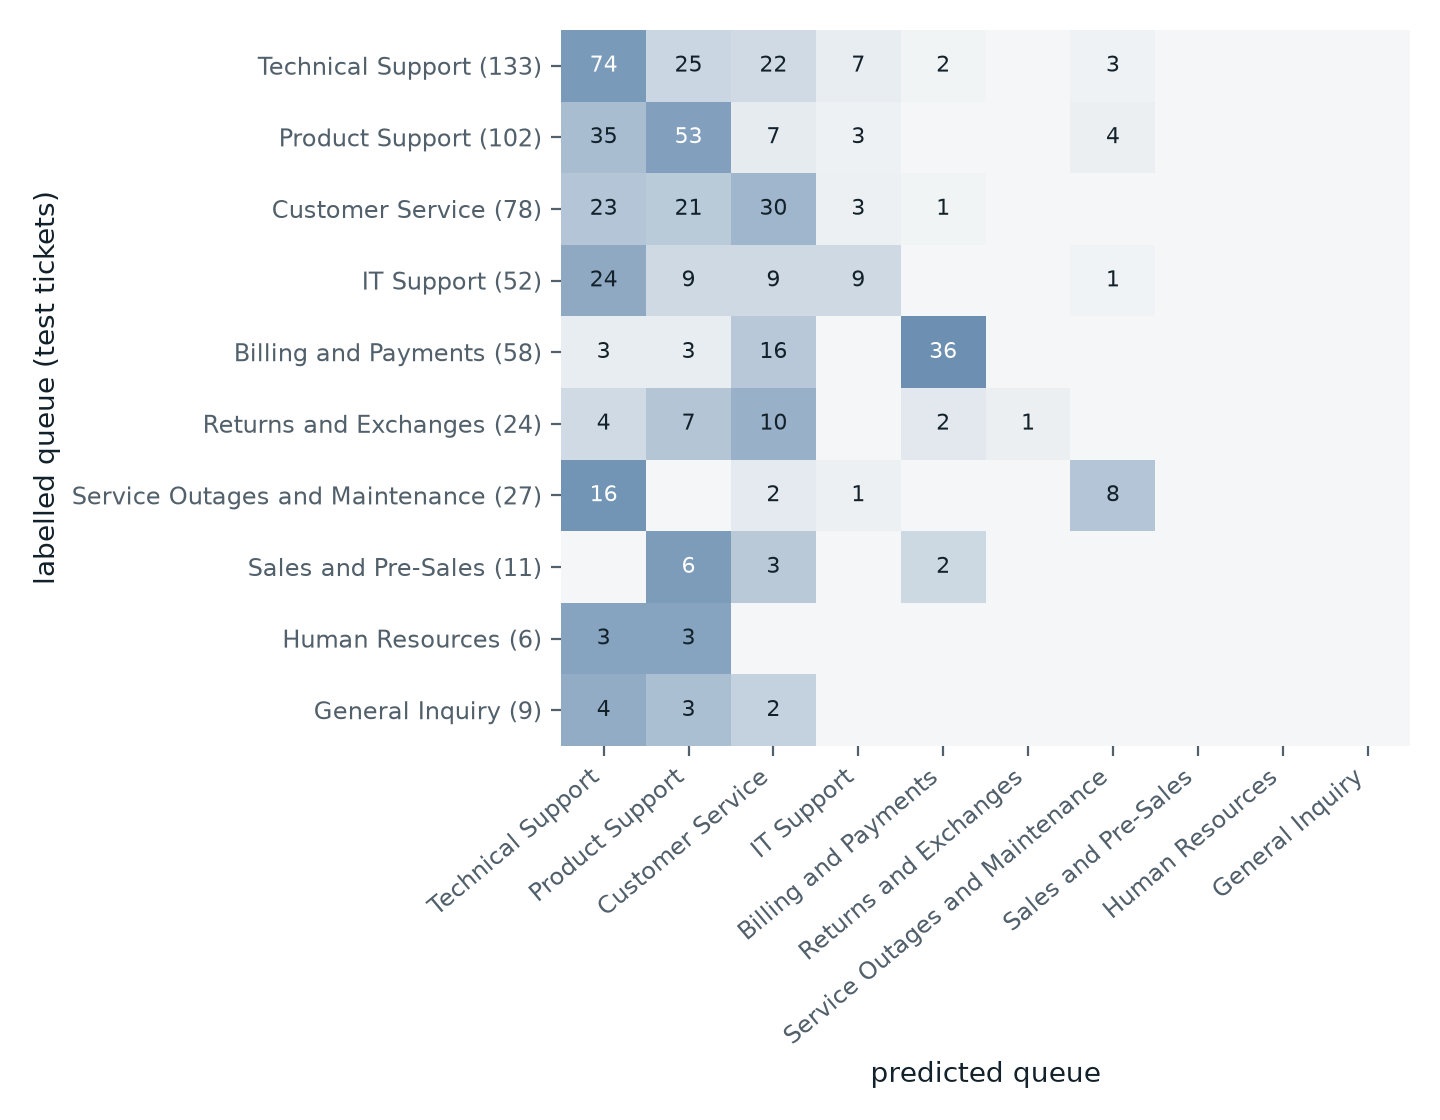 Technical Support (133) 74 25 22 7 2 3
Product Support (102) 35 53 7 3 4
Customer Service (78) 23 21 30 3 1
IT Support (52) 24 9 9 9 1
Billing and Payments (58) 3 3 16 36
Returns and Exchanges (24) 4 7 10 2 1
Service Outages and Maintenance (27) 16 2 1 8
Sales and Pre-Sales (11) 6 3 2
Human Resources (6) 3 3
General Inquiry (9) 4 3 2
labelled queue (test tickets)
Technical Support
Product Support
Customer Service
IT Support
Billing and Payments
Returns and Exchanges
Service Outages and Maintenance
Sales and Pre-Sales
Human Resources
General Inquiry
predicted queue